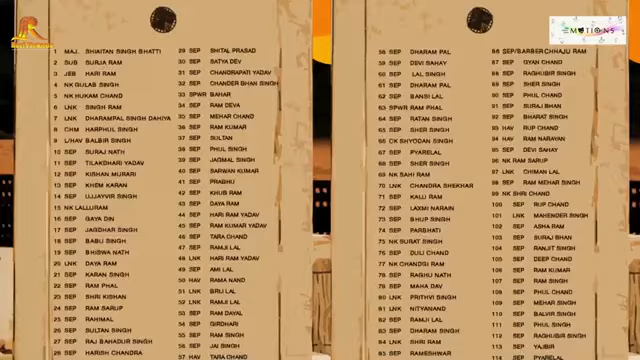 EMOTIONS
1 MAJ. SHAITAN SINGH BHATTI
2 SUB SURJA RAM
3 JEB HARI RAM
4 NK GULAB SINGH
5 NK HUKAM CHAND
6 LNK SINGH RAM
7 LNK DHARAMPAL SINGH DAHIYA
8 CHM HARPHUL SINGH
9 L/HAV BALBIR SINGH
10 SEP SURAJ NATH
11 SEP TILAKDHARI YADAV
12 SEP KISHAN MURARI
13 SEP KHEM KARAN
14 SEP UJJAYVIR SINGH
15 NK LALLURAM
16 SEP GAYA DIN
17 SEP JAGDHAR SINGH
18 SEP BABU SINGH
19 SEP BHISWA NATH
20 LNK DAYA RAM
21 SEP KARAN SINGH
22 SEP RAM PHAL
23 SEP SHRI KISHAN
24 SEP RAM SARUP
25 SEP RAHIMAL
26 SEP SULTAN SINGH
27 SEP RAJ BAHADUR SINGH
28 SEP HARISH CHANDRA
29 SEP SHITAL PRASAD
30 SEP SATYA DEV
31 SEP CHANDRAPATI YADAV
32 SEP CHANDER BHAN SINGH
33 SPWR BAHAR
34 SEP RAM DEVA
35 SEP MEHAR CHAND
36 SEP RAM KUMAR
37 SEP SULTAN
38 SEP PHUL SINGH
39 SEP JAGMAL SINGH
40 SEP SARWAN KUMAR
41 SEP PRABHU
42 SEP KHUB RAM
43 SEP DAYA RAM
44 SEP HARI RAM YADAV
45 SEP RAM KUMAR YADAV
46 SEP TARA CHAND
47 SEP RAMJI LAL
48 LNK HARI RAM YADAV
49 SEP AMI LAL
50 HAV RAMA NAND
51 LNK BRIJ LAL
52 LNK RAMJI LAL
53 SEP RAM DAYAL
54 SEP GIRDHARI
55 SEP RAM SINGH
56 SEP JAI SINGH
57 HAV TARA CHAND
58 SEP DHARAM PAL
59 SEP DEVI SAHAY
60 SEP LAL SINGH
61 SEP DHARAM PAL
62 SEP BANSI LAL
63 SPWR RAM PHAL
64 SEP RATAN SINGH
65 SEP SHER SINGH
66 CK SHYODAN SINGH
67 SEP PYARELAL
68 SEP SHER SINGH
69 NK SAHI RAM
70 LNK CHANDRA SHEKHAR
71 SEP KALU RAM
72 SEP LAXMI NARAIN
73 SEP BHUP SINGH
74 SEP PARBHATI
75 NK SURAT SINGH
76 SEP DULI CHAND
77 NK CHANDGI RAM
78 SEP RAGHU NATH
79 SEP MAHA DAV
80 LNK PRITHVI SINGH
81 LNK NITYANAND
82 SEP RAMJI LAL
83 SEP DHARAM SINGH
84 LNK SHRI RAM
85 SEP RAMESHWAR
86 SEP/BARBER CHHAJJU RAM
87 SEP GYAN CHAND
88 SEP RAGHUBIR SINGH
89 SEP SHER SINGH
90 SEP PHUL CHAND
91 SEP SURAJ BHAN
92 SEP BHARAT SINGH
93 HAV RUP CHAND
94 HAV RAM NARAYAN
95 SEP DEVI SAHAY
96 NK RAM SARUP
97 LNK CHIMAN LAL
98 SEP RAM MEHAR SINGH
99 NK SHRI CHAND
100 SEP RUP CHAND
101 LNK MAHENDER SINGH
102 SEP ASHA RAM
103 SEP SURAJ BHAN
104 SEP RANJIT SINGH
105 SEP DEEP CHAND
106 SEP RAM KUMAR
107 SEP RAM SINGH
108 SEP PHUL CHAND
109 SEP MEHAR SINGH
110 SEP BALVIR SINGH
111 SEP PHUL SINGH
112 SEP RAGHUBIR SINGH
113 SEP YAJBIR
114 SEP PYARELAL